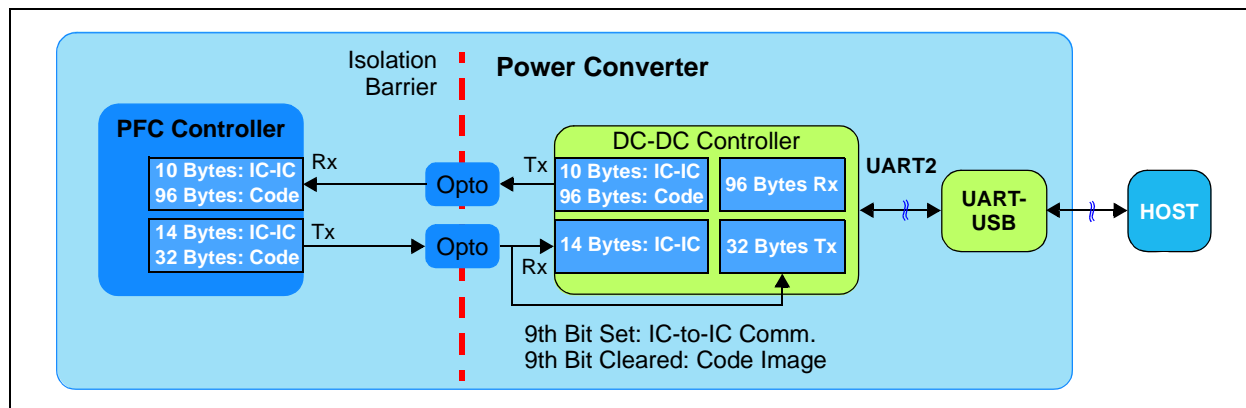 Isolation
Barrier
Power Converter
PFC Controller
10 Bytes: IC-IC
96 Bytes: Code
14 Bytes: IC-IC
32 Bytes: Code
Rx
Tx
Opto
Opto
Tx
Rx
DC-DC Controller
10 Bytes: IC-IC
96 Bytes: Code
96 Bytes Rx
14 Bytes: IC-IC
32 Bytes Tx
UART2
UART-
USB
HOST
9th Bit Set: IC-to-IC Comm.
9th Bit Cleared: Code Image